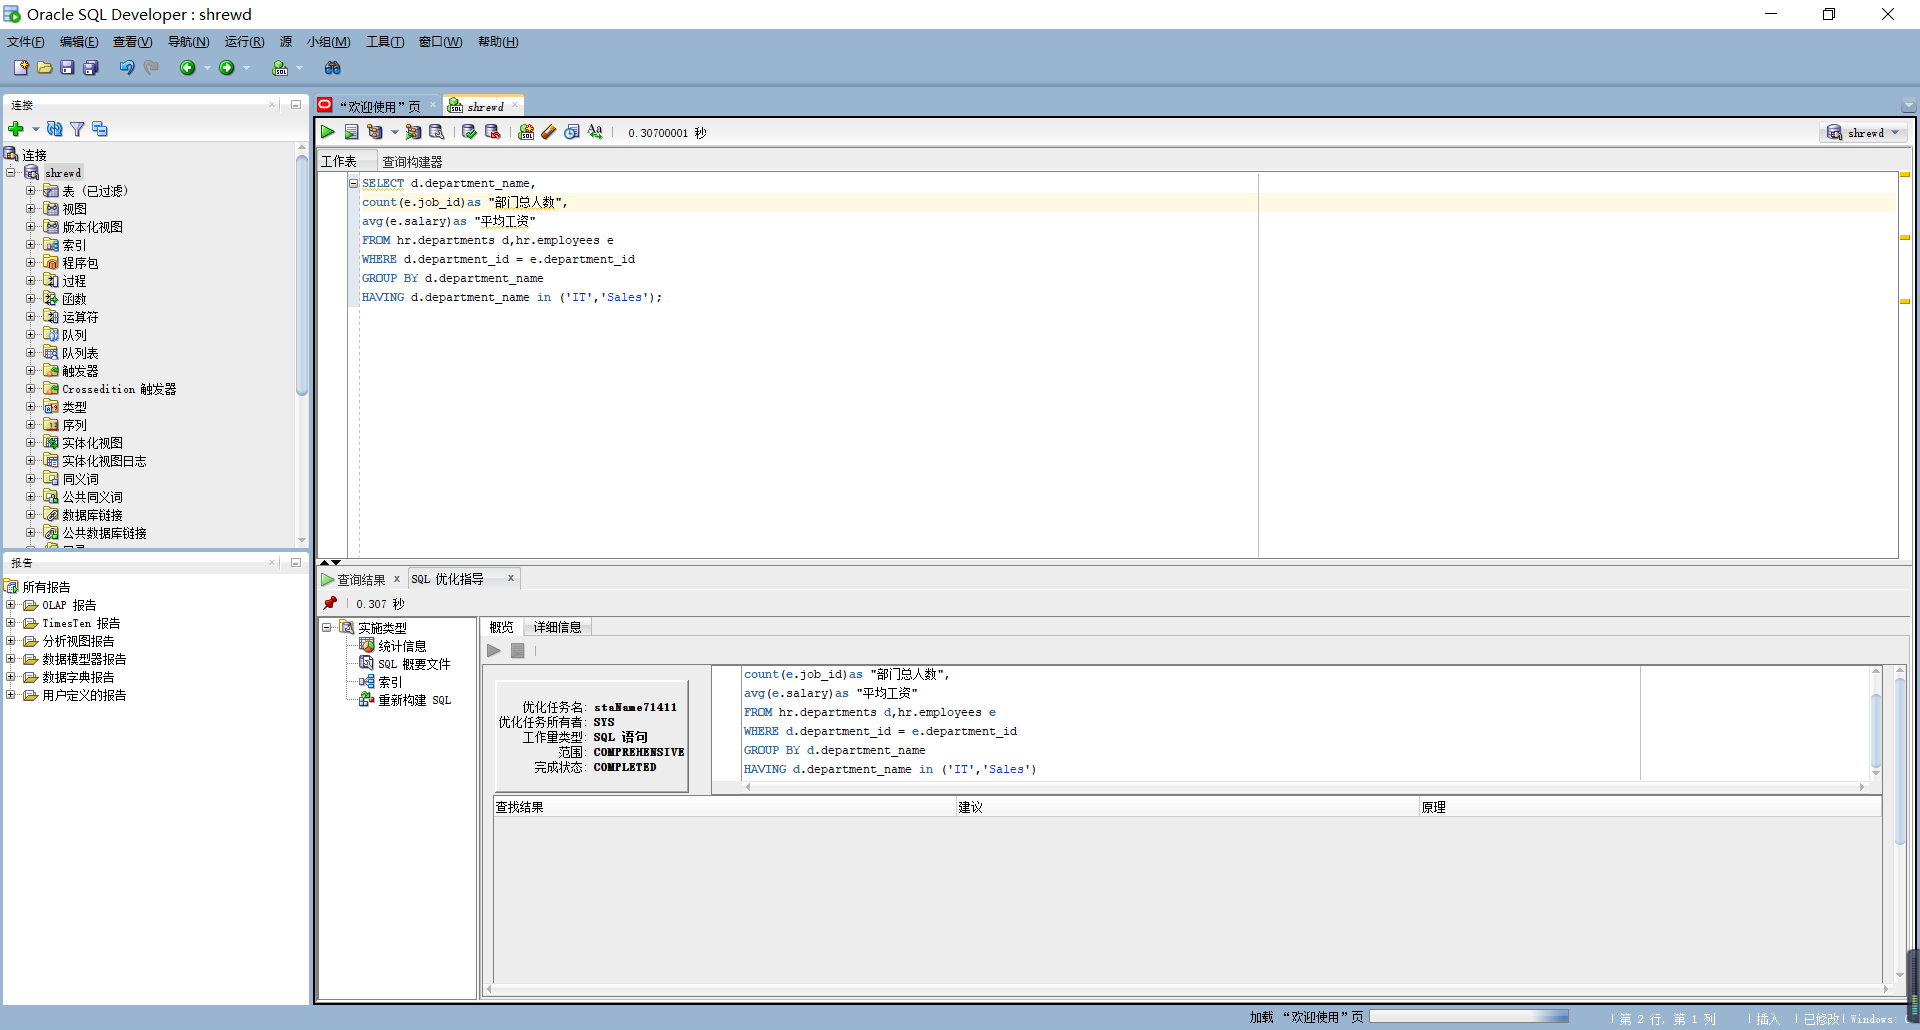 Oracle SQL Developer : shrewd
文件(F) 编辑(E) 查看(V) 导航(N) 运行(R) 源 小组(M) 工具(T) 窗口(W) 帮助(H)
连接
连接
shrewd
表 (已过滤)
视图
版本化视图
索引
程序包
过程
函数
运算符
队列
队列表
触发器
Crossedition 触发器
类型
序列
实体化视图
实体化视图日志
同义词
公共同义词
数据库链接
公共数据库链接
报告
所有报告
OLAP 报告
TimesTen 报告
分析视图报告
数据模型器报告
数据字典报告
用户定义的报告
“欢迎使用”页 shrewd
0.30700001 秒
shrewd
工作表 查询构建器
SELECT d.department_name,
count(e.job_id)as "部门总人数",
avg(e.salary)as "平均工资"
FROM hr.departments d,hr.employees e
WHERE d.department_id = e.department_id
GROUP BY d.department_name
HAVING d.department_name in ('IT','Sales');
查询结果 x SQL 优化指导 x
0.307 秒
实施类型
统计信息
SQL 概要文件
索引
重新构建 SQL
概览 详细信息
优化任务名: staName71411
优化任务所有者: SYS
工作量类型: SQL 语句
范围: COMPREHENSIVE
完成状态: COMPLETED
count(e.job_id)as "部门总人数",
avg(e.salary)as "平均工资"
FROM hr.departments d,hr.employees e
WHERE d.department_id = e.department_id
GROUP BY d.department_name
HAVING d.department_name in ('IT','Sales')
查找结果 建议 原理
加载 “欢迎使用”页
第 2 行, 第 1 列 插入 已修改 Windows: